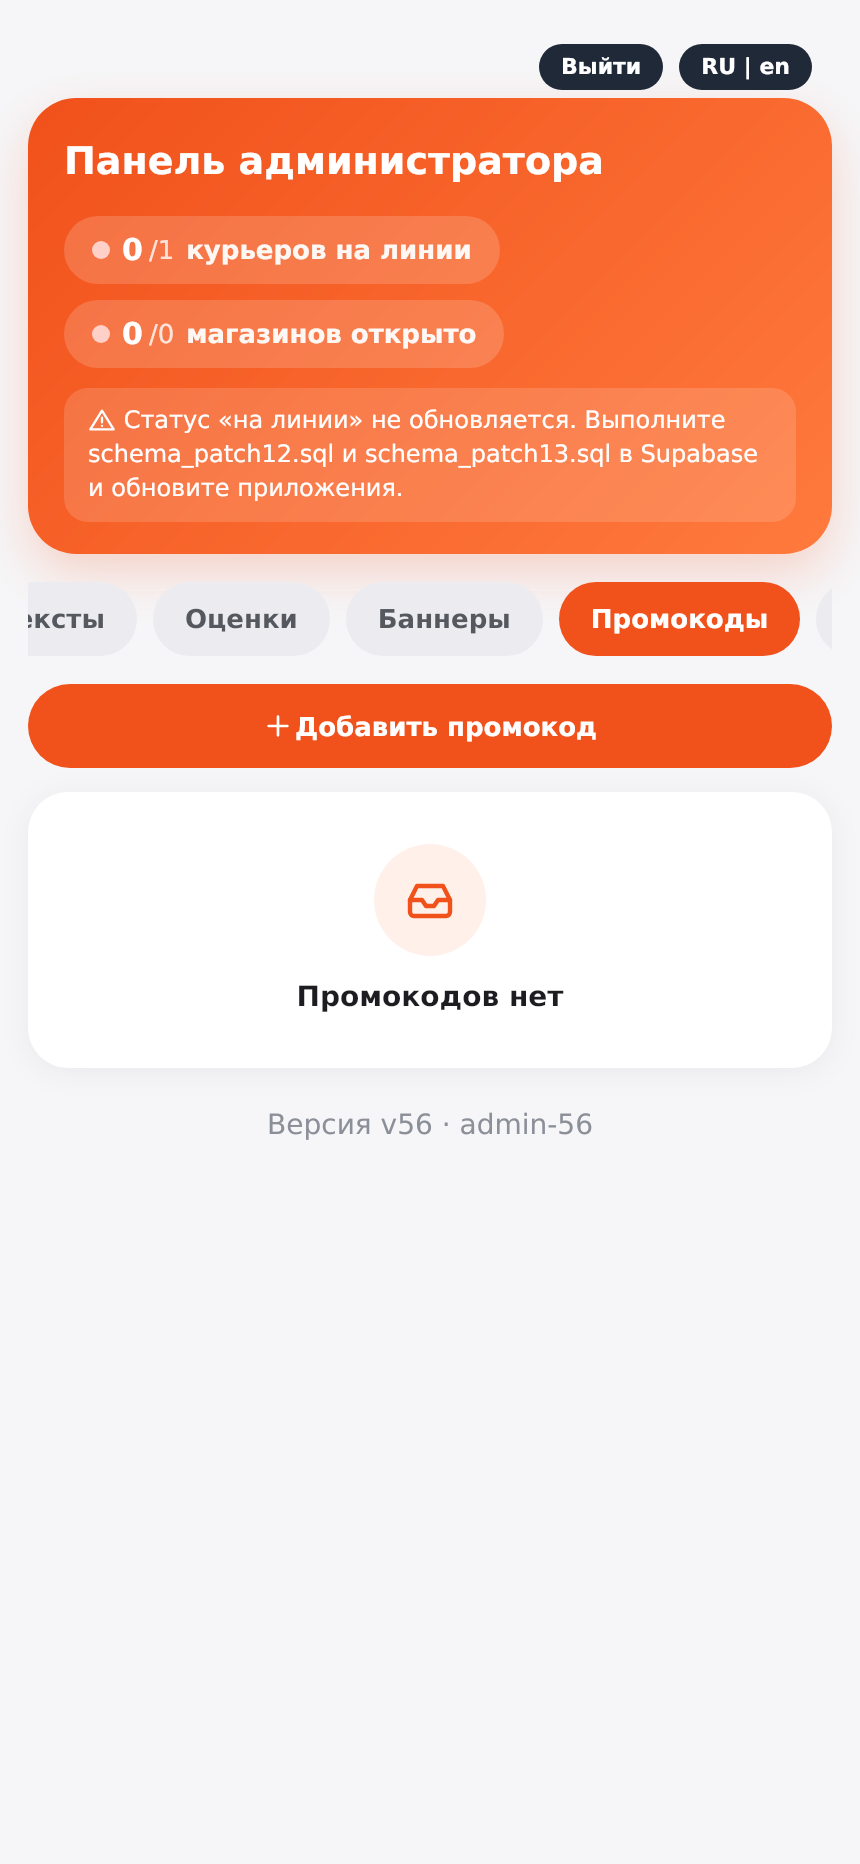 Выйти
RU | en
Панель администратора
0 /1 курьеров на линии
0 /0 магазинов открыто
Статус «на линии» не обновляется. Выполните
schema_patch12.sql и schema_patch13.sql в Supabase
и обновите приложения.
ексты Оценки Баннеры Промокоды
+ Добавить промокод
Промокодов нет
Версия v56 · admin-56